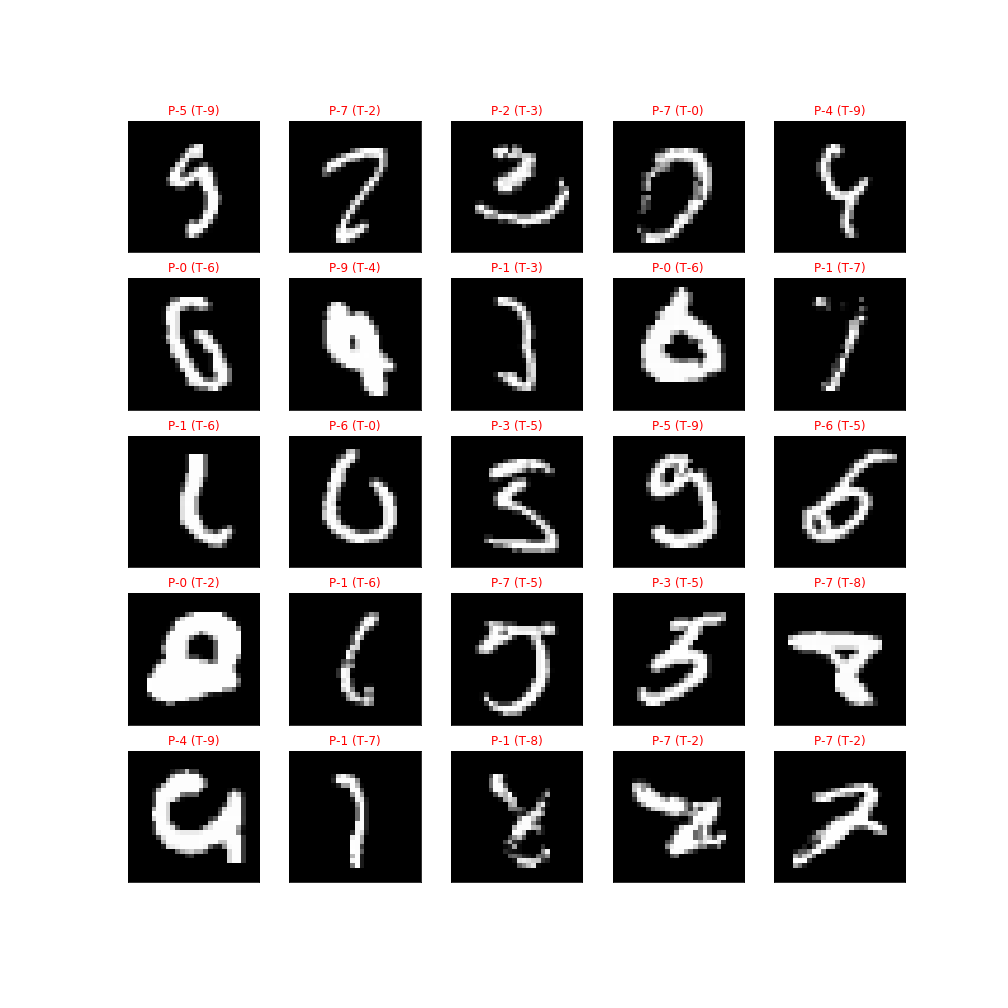 P-5 (T-9) P-7 (T-2) P-2 (T-3) P-7 (T-0) P-4 (T-9)
P-0 (T-6) P-9 (T-4) P-1 (T-3) P-0 (T-6) P-1 (T-7)
P-1 (T-6) P-6 (T-0) P-3 (T-5) P-5 (T-9) P-6 (T-5)
P-0 (T-2) P-1 (T-6) P-7 (T-5) P-3 (T-5) P-7 (T-8)
P-4 (T-9) P-1 (T-7) P-1 (T-8) P-7 (T-2) P-7 (T-2)